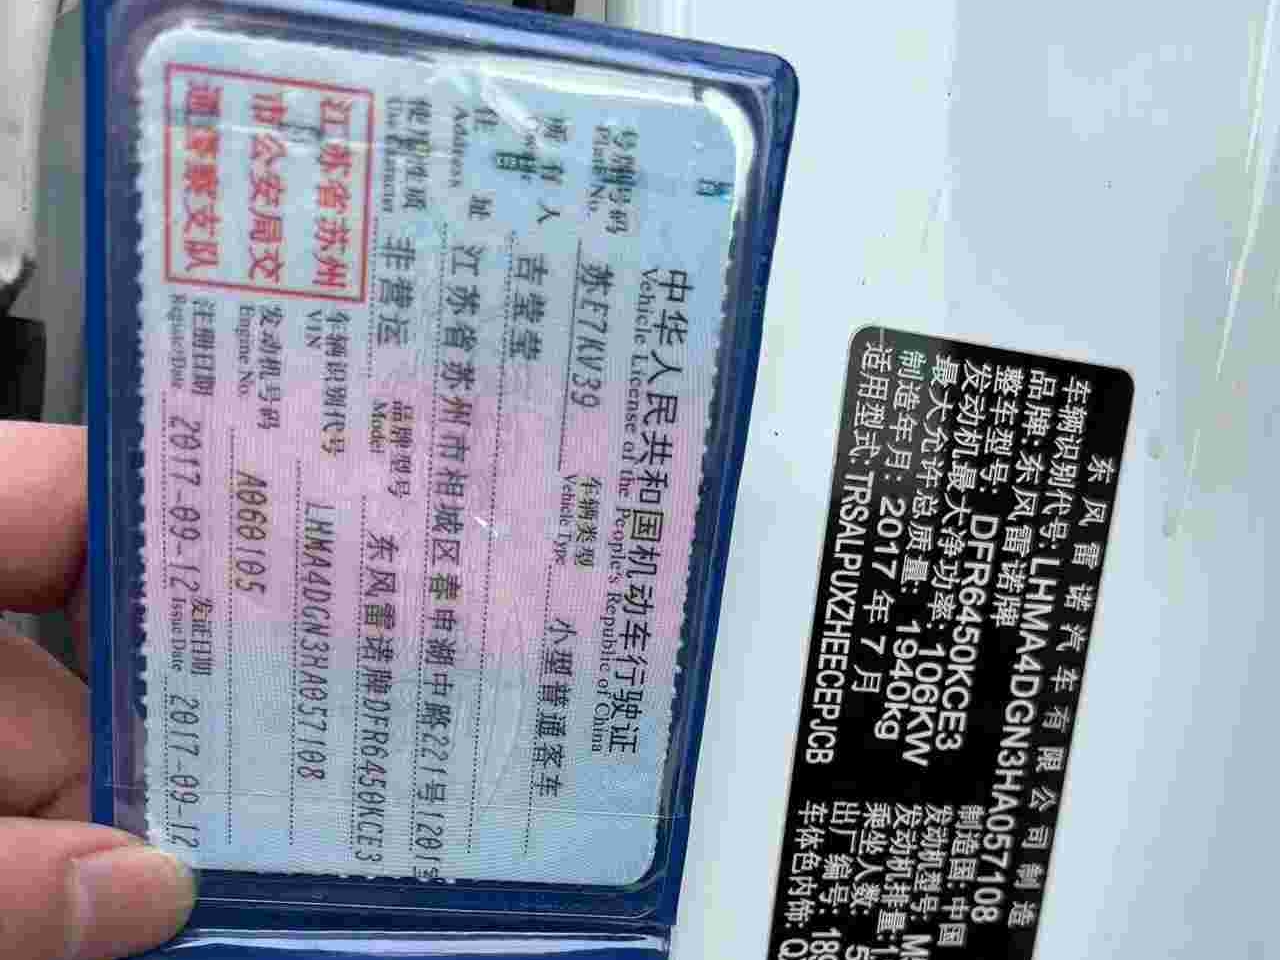 中华人民共和国机动车行驶证
Vehicle License of the People's Republic of China
号牌号码 苏E7KV39 车辆类型 小型普通客车
Plate No. Vehicle Type
所有人 吉莹莹
住址 江苏省苏州市相城区春申湖中路221号1201室
Address
使用性质 非营运 品牌型号 东风雷诺牌DFR6450KCE3
Use Character Model
江苏省苏州
市公安局交
通警察支队
车辆识别代号 LHMA4DGN3HA057108
VIN
发动机号码 A060105
Engine No.
注册日期 2017-09-12 发证日期 2017-09-12
Register Date Issue Date
东风雷诺汽车有限公司制造
车辆识别代号:LHMA4DGN3HA057108
品牌:东风雷诺牌 制造国:中国
整车型号: DFR6450KCE3 发动机型号:
发动机最大净功率:106KW 发动机排量:
最大允许总质量: 1940kg 乘坐人数: 5
制造年月: 2017年7月 出厂编号:
适用型式:TRSALPUXZHEECEPJCB 车体色内饰: